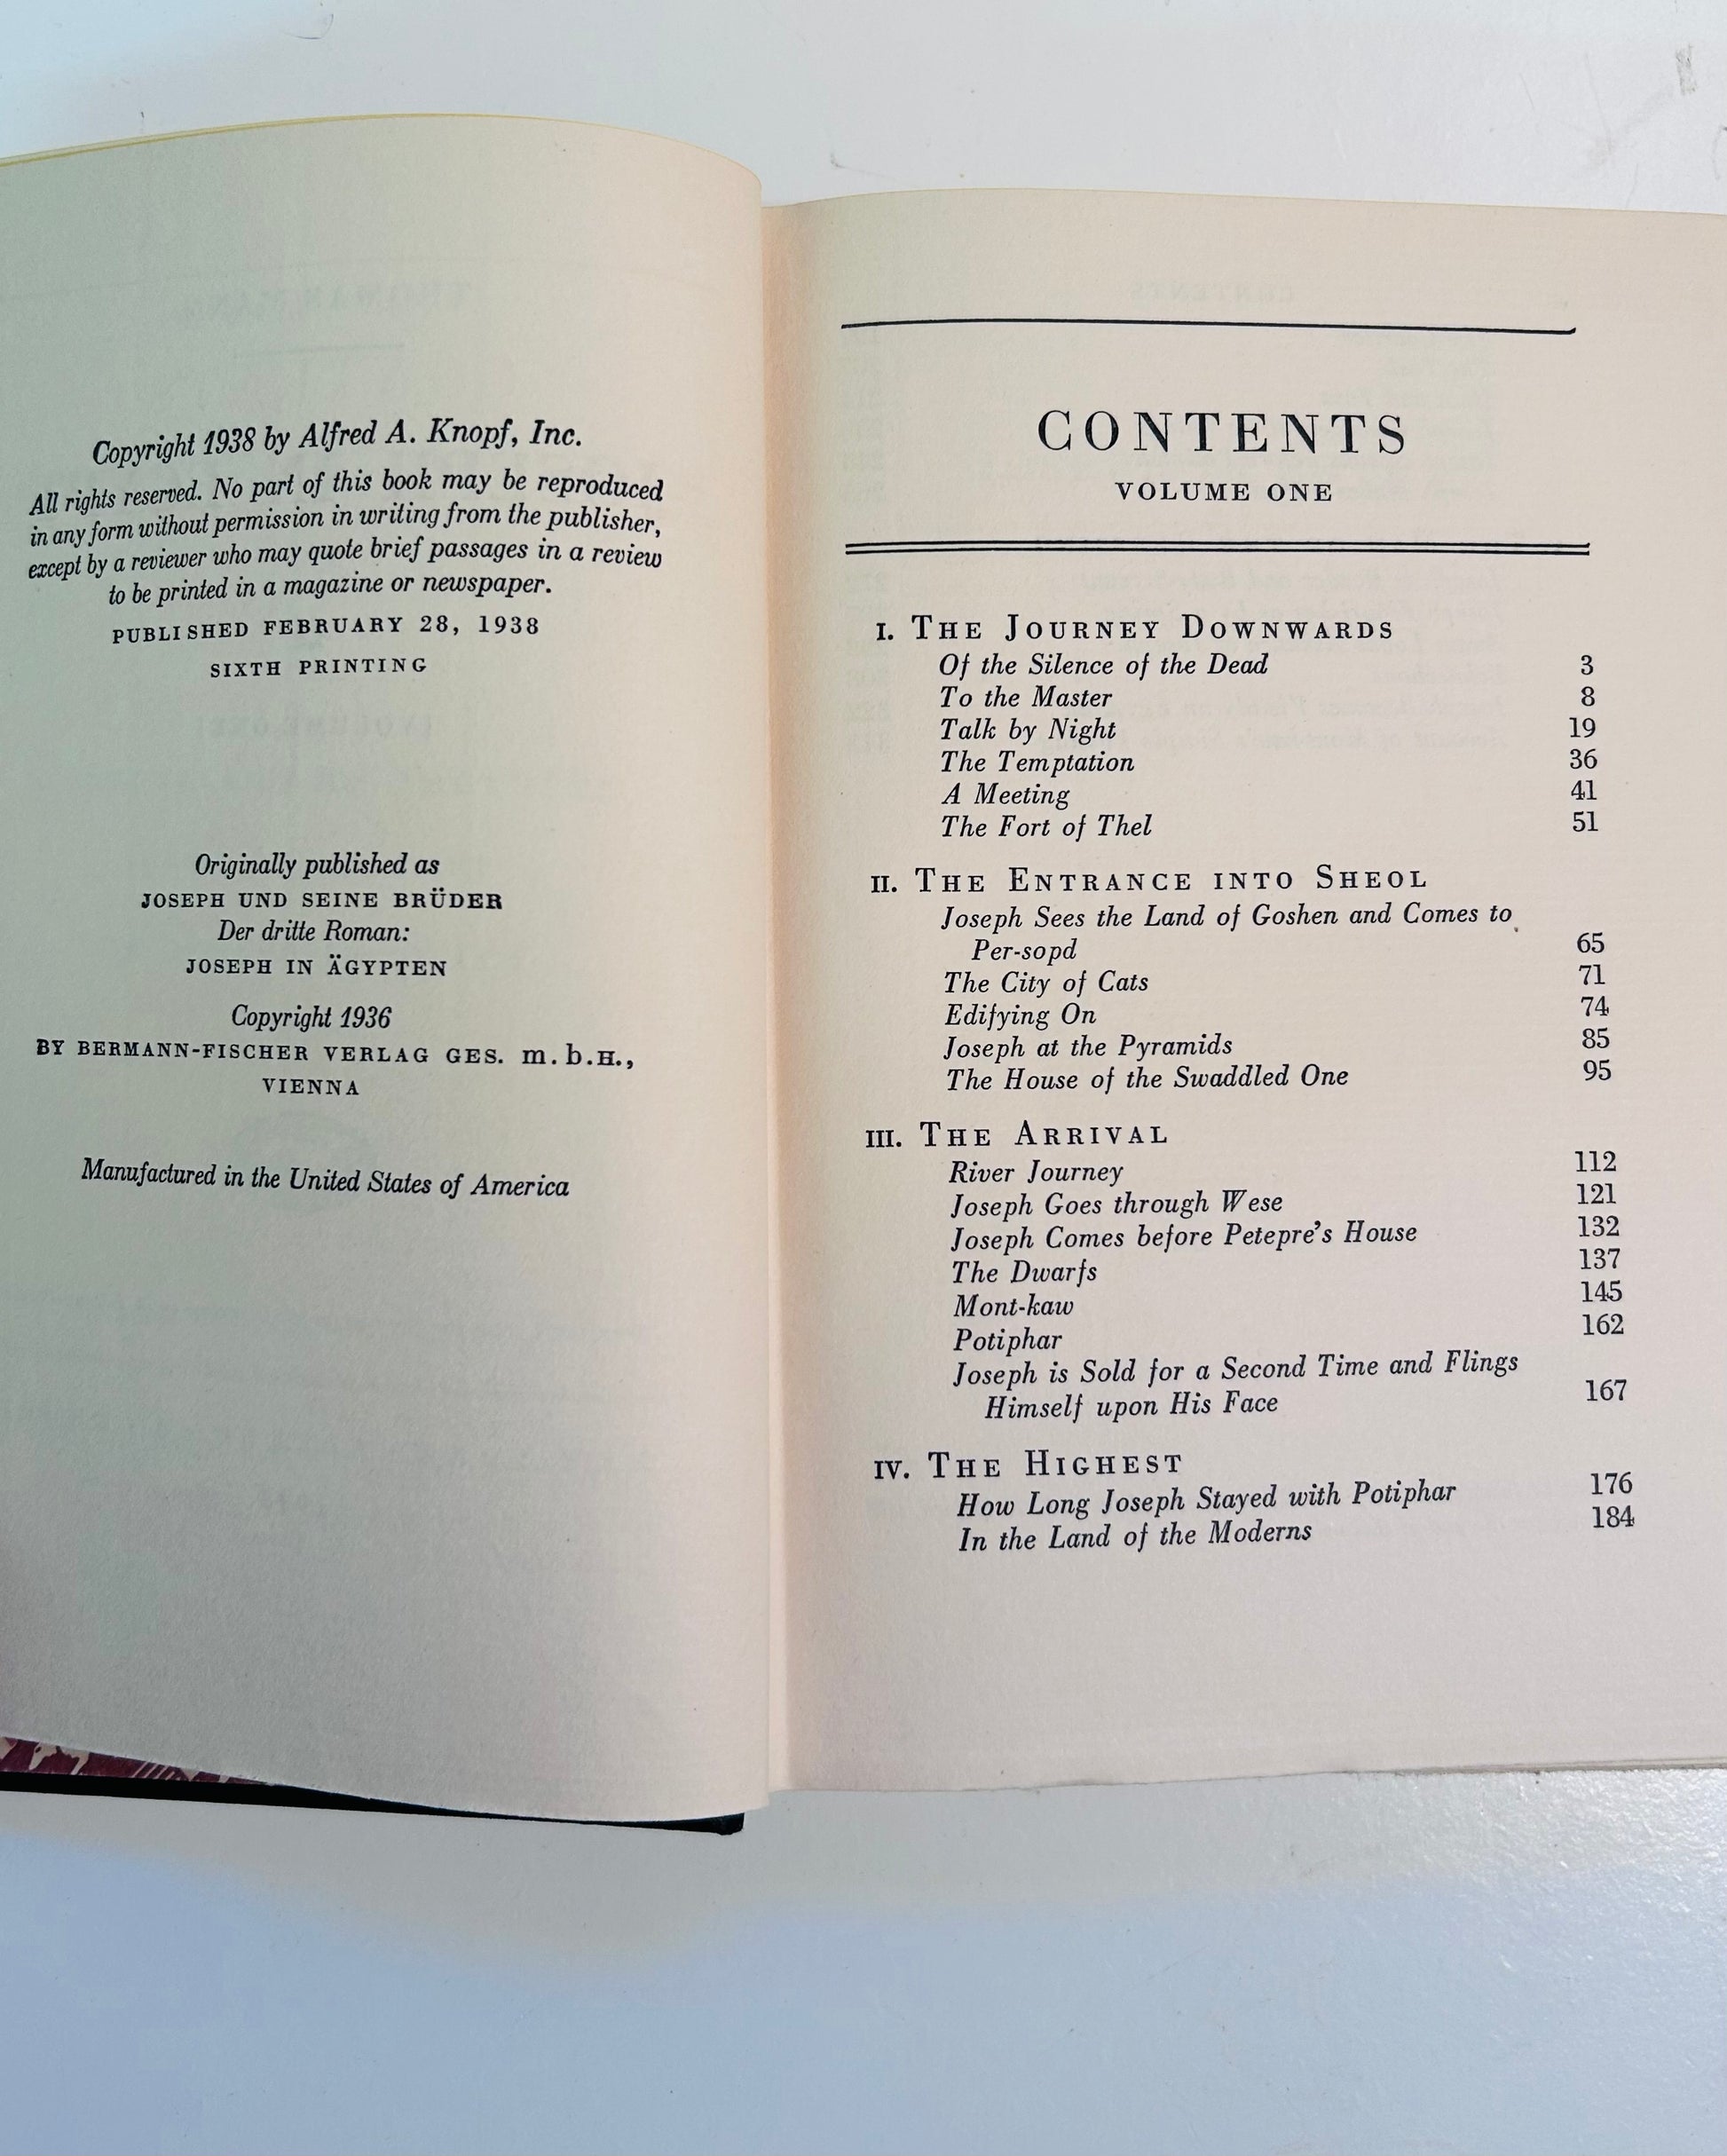 Copyright 1938 by Alfred A. Knopf, Inc.
All rights reserved. No part of this book may be reproduced
in any form without permission in writing from the publisher,
except by a reviewer who may quote brief passages in a review
to be printed in a magazine or newspaper.
PUBLISHED FEBRUARY 28, 1938
SIXTH PRINTING
Originally published as
JOSEPH UND SEINE BRÜDER
Der dritte Roman:
JOSEPH IN ÄGYPTEN
Copyright 1936
BY BERMANN-FISCHER VERLAG GES. m.b.H.,
VIENNA
Manufactured in the United States of America
CONTENTS
VOLUME ONE
I. THE JOURNEY DOWNWARDS
Of the Silence of the Dead 3
To the Master 8
Talk by Night 19
The Temptation 36
A Meeting 41
The Fort of Thel 51
II. THE ENTRANCE INTO SHEOL
Joseph Sees the Land of Goshen and Comes to
Per-sopd 65
The City of Cats 71
Edifying On 74
Joseph at the Pyramids 85
The House of the Swaddled One 95
III. THE ARRIVAL
River Journey 112
Joseph Goes through Wese 121
Joseph Comes before Petepre's House 132
The Dwarfs 137
Mont-kaw 145
Potiphar 162
Joseph is Sold for a Second Time and Flings
Himself upon His Face 167
IV. THE HIGHEST
How Long Joseph Stayed with Potiphar 176
In the Land of the Moderns 184